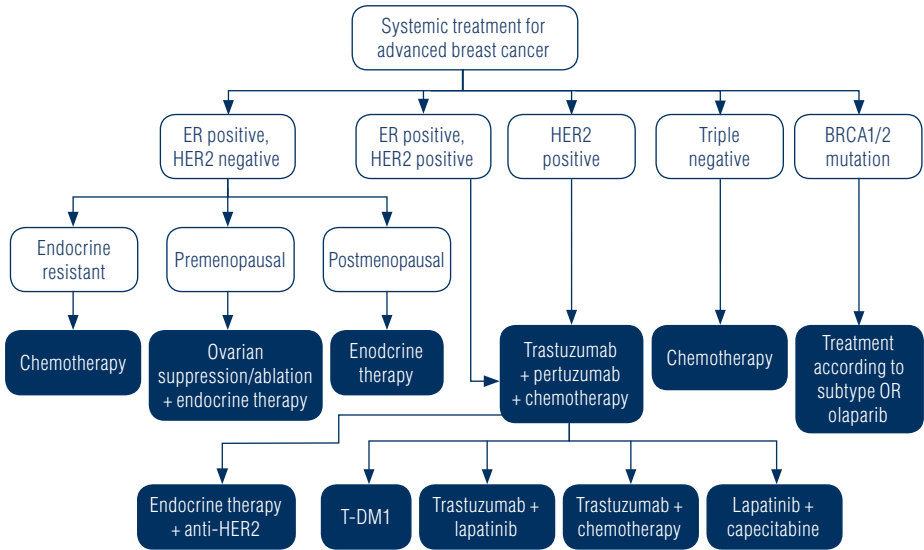 Systemic treatment for
advanced breast cancer
ER positive,
HER2 negative
ER positive,
HER2 positive
HER2
positive
Triple
negative
BRCA1/2
mutation
Endocrine
resistant
Premenopausal
Postmenopausal
Chemotherapy
Ovarian
suppression/ablation
+ endocrine therapy
Enodcrine
therapy
Trastuzumab
+ pertuzumab
+ chemotherapy
Chemotherapy
Treatment
according to
subtype OR
olaparib
Endocrine therapy
+ anti-HER2
T-DM1
Trastuzumab +
lapatinib
Trastuzumab +
chemotherapy
Lapatinib +
capecitabine